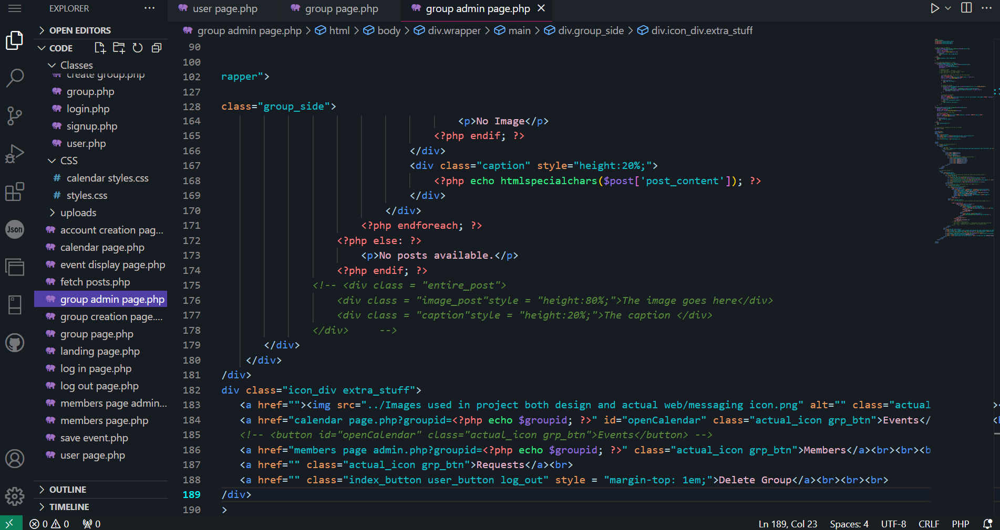 EXPLORER
user page.php
group page.php
group admin page.php
OPEN EDITORS
group admin page.php > html > body > div.wrapper > main > div.group_side > div.icon_div.extra_stuff
CODE
Classes
create group.php
group.php
login.php
signup.php
user.php
CSS
# calendar styles.css
# styles.css
uploads
account creation pag...
calendar page.php
event display page.php
fetch posts.php
group admin page.php
group creation page....
group page.php
landing page.php
log in page.php
log out page.php
members page admin...
members page.php
save event.php
user page.php
OUTLINE
TIMELINE
Json
90
100
102 rapper">
127
128 class="group_side">
164 <p>No Image</p>
165 <?php endif; ?>
166 </div>
167 <div class="caption" style="height:20%;">
168 <?php echo htmlspecialchars($post['post_content']); ?>
169 </div>
170 </div>
171 <?php endforeach; ?>
172 <?php else: ?>
173 <p>No posts available.</p>
174 <?php endif; ?>
175 <!-- <div class = "entire_post">
176 <div class = "image_post"style = "height:80%;">The image goes here</div>
177 <div class = "caption"style = "height:20%;">The caption </div>
178 </div>     -->
179 </div>
180 </div>
181 /div>
182 div class="icon_div extra_stuff">
183 <a href=""><img src="../Images used in project both design and actual web/messaging icon.png" alt="" class="actual
184 <a href="calendar page.php?groupid=<?php echo $groupid; ?>" id="openCalendar" class="actual_icon grp_btn">Events</
185 <!-- <button id="openCalendar" class="actual_icon grp_btn">Events</button> -->
186 <a href="members page admin.php?groupid=<?php echo $groupid; ?>" class="actual_icon grp_btn">Members</a><br><br><b
187 <a href="" class="actual_icon grp_btn">Requests</a><br>
188 <a href="" class="index_button user_button log_out" style = "margin-top: 1em;">Delete Group</a><br><br><br>
189 /div>
190 >
0 0 0
Ln 189, Col 23 Spaces: 4 UTF-8 CRLF PHP